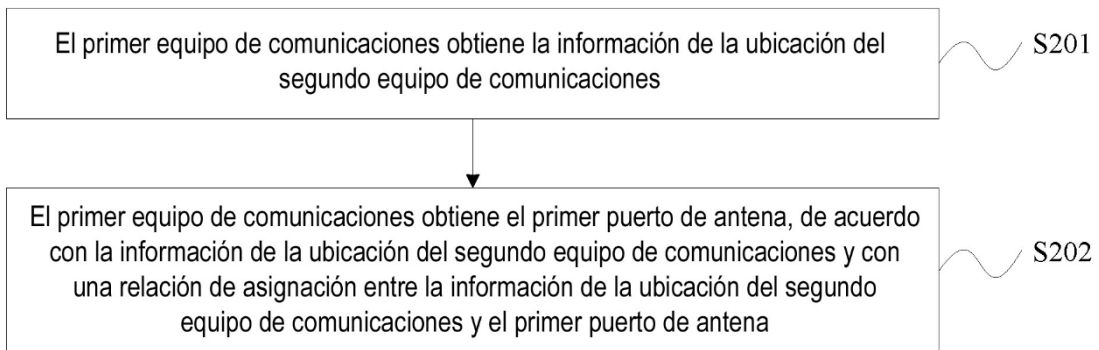 El primer equipo de comunicaciones obtiene la información de la ubicación del
segundo equipo de comunicaciones
S201
El primer equipo de comunicaciones obtiene el primer puerto de antena, de acuerdo
con la información de la ubicación del segundo equipo de comunicaciones y con
una relación de asignación entre la información de la ubicación del segundo
equipo de comunicaciones y el primer puerto de antena
S202